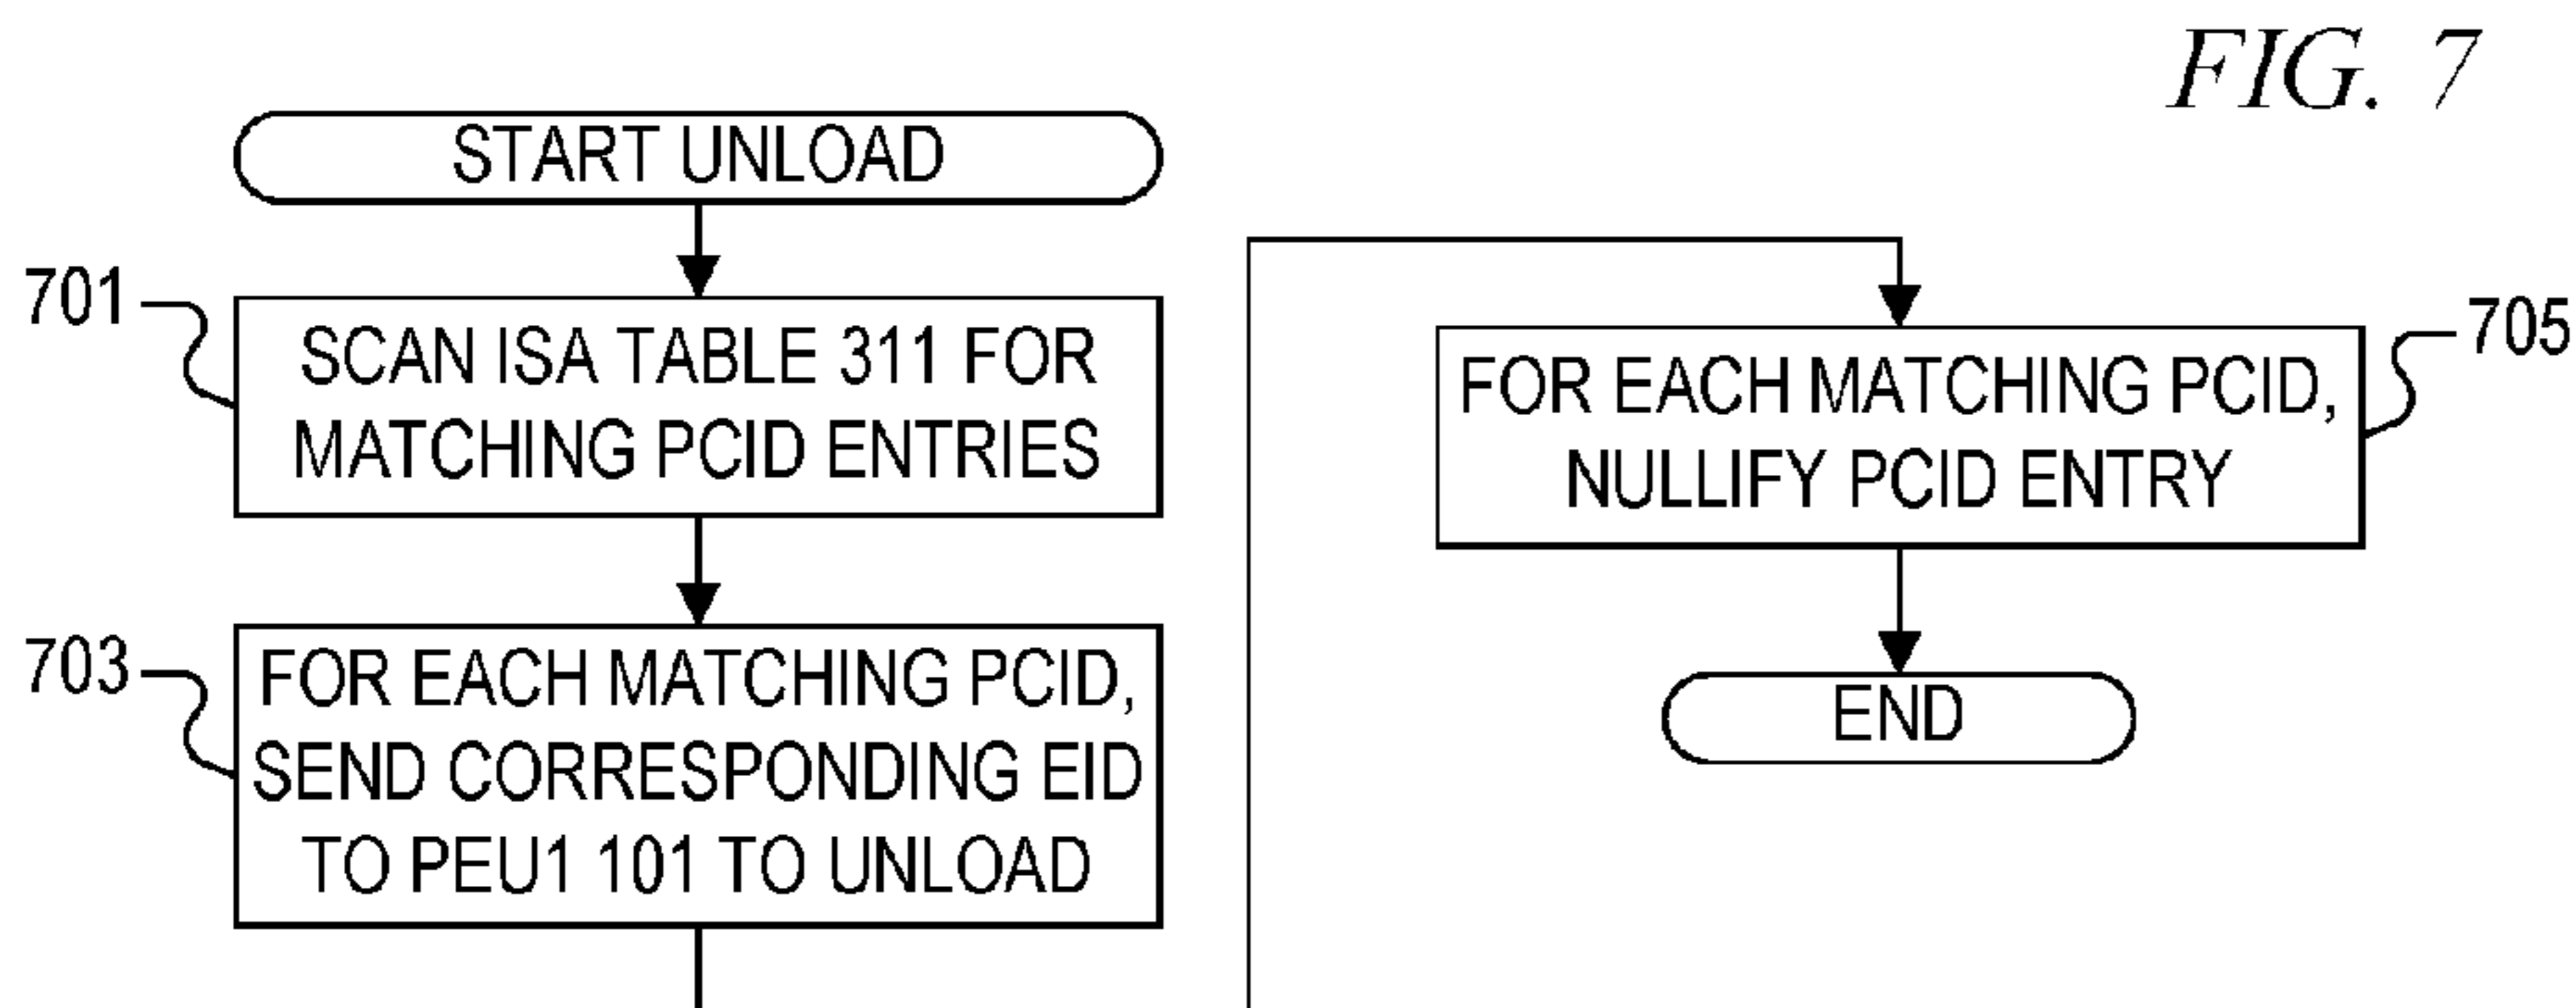 FIG. 7
START UNLOAD
701
SCAN ISA TABLE 311 FOR
MATCHING PCID ENTRIES
703
FOR EACH MATCHING PCID,
SEND CORRESPONDING EID
TO PEU1 101 TO UNLOAD
705
FOR EACH MATCHING PCID,
NULLIFY PCID ENTRY
END